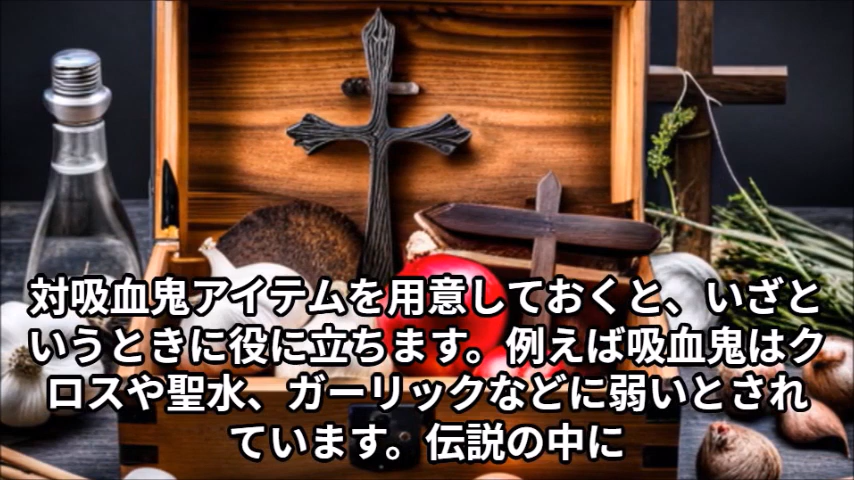 対吸血鬼アイテムを用意しておくと、いざと
いうときに役に立ちます。例えば吸血鬼はク
ロスや聖水、ガーリックなどに弱いとされ
ています。伝説の中に